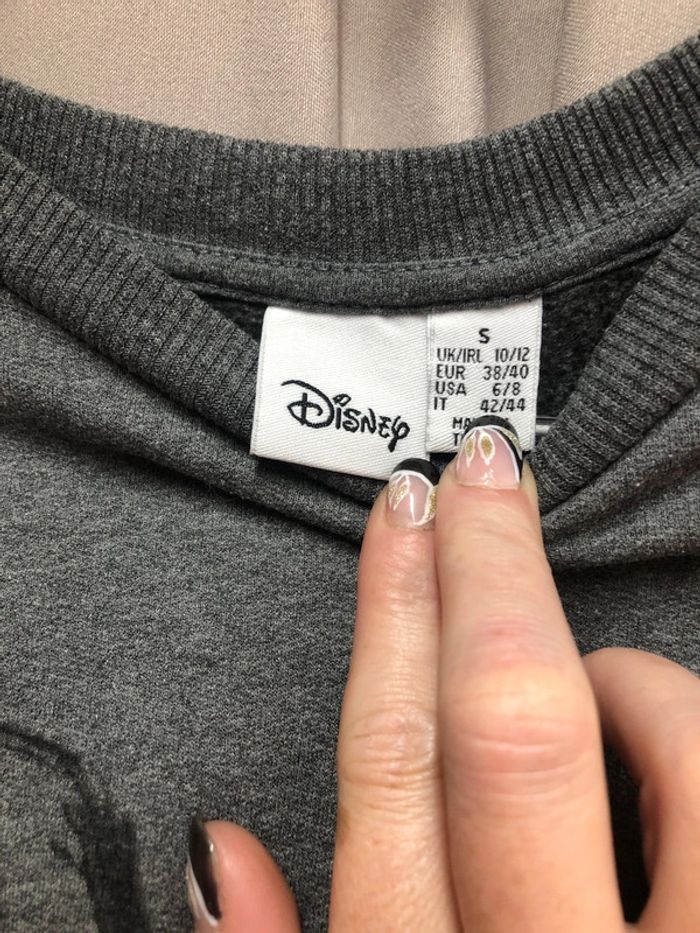 Disney
S
UK/IRL 10/12
EUR 38/40
USA 6/8
IT 42/44